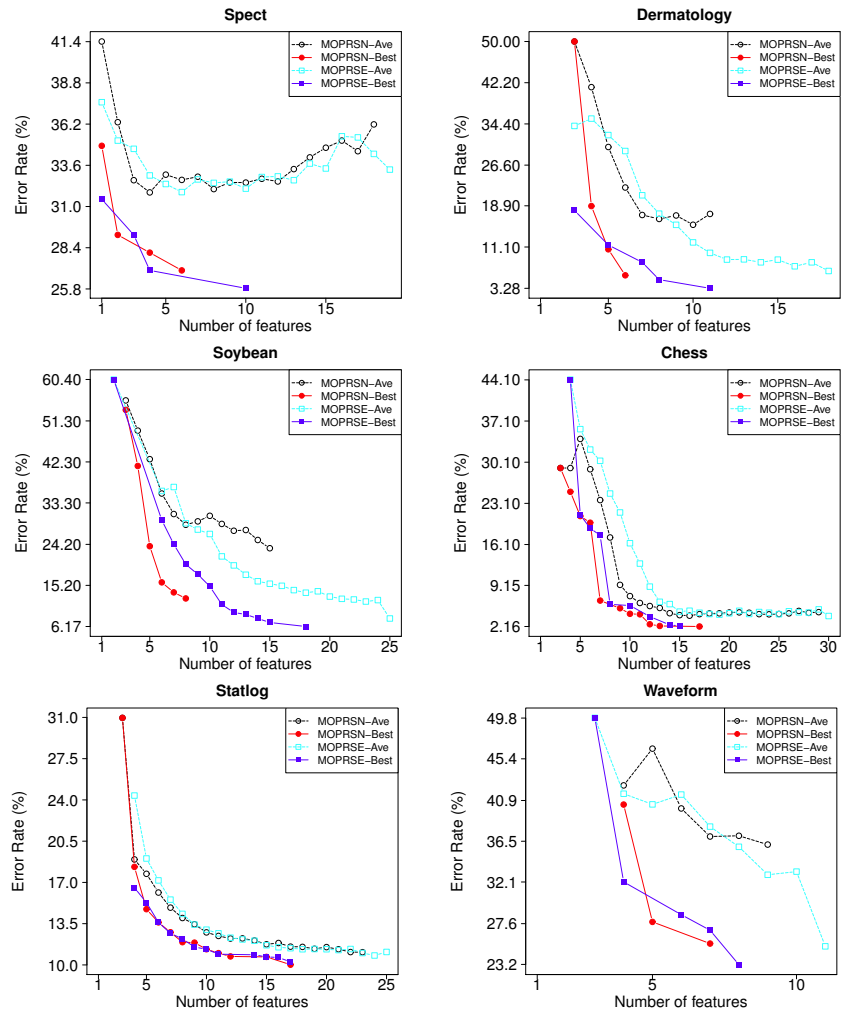 Spect
Error Rate (%)
41.4
38.8
36.2
33.6
31.0
28.4
25.8
MOPRSN−Ave
MOPRSN−Best
MOPRSE−Ave
MOPRSE−Best
1 5 10 15
Number of features
Dermatology
Error Rate (%)
50.00
42.20
34.40
26.60
18.90
11.10
3.28
MOPRSN−Ave
MOPRSN−Best
MOPRSE−Ave
MOPRSE−Best
1 5 10 15
Number of features
Soybean
Error Rate (%)
60.40
51.30
42.30
33.30
24.20
15.20
6.17
MOPRSN−Ave
MOPRSN−Best
MOPRSE−Ave
MOPRSE−Best
1 5 10 15 20 25
Number of features
Chess
Error Rate (%)
44.10
37.10
30.10
23.10
16.10
9.15
2.16
MOPRSN−Ave
MOPRSN−Best
MOPRSE−Ave
MOPRSE−Best
1 5 10 15 20 25 30
Number of features
Statlog
Error Rate (%)
31.0
27.5
24.0
20.5
17.0
13.5
10.0
MOPRSN−Ave
MOPRSN−Best
MOPRSE−Ave
MOPRSE−Best
1 5 10 15 20 25
Number of features
Waveform
Error Rate (%)
49.8
45.4
40.9
36.5
32.1
27.6
23.2
MOPRSN−Ave
MOPRSN−Best
MOPRSE−Ave
MOPRSE−Best
1 5 10
Number of features